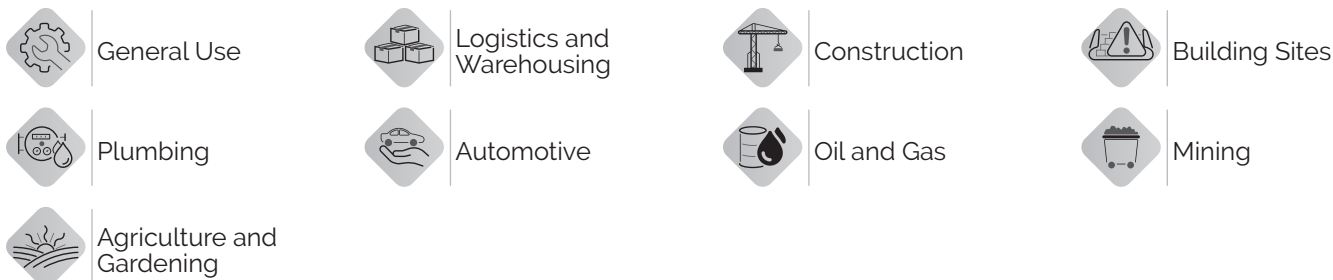 General Use
Logistics and
Warehousing
Construction
Building Sites
Plumbing
Automotive
Oil and Gas
Mining
Agriculture and
Gardening